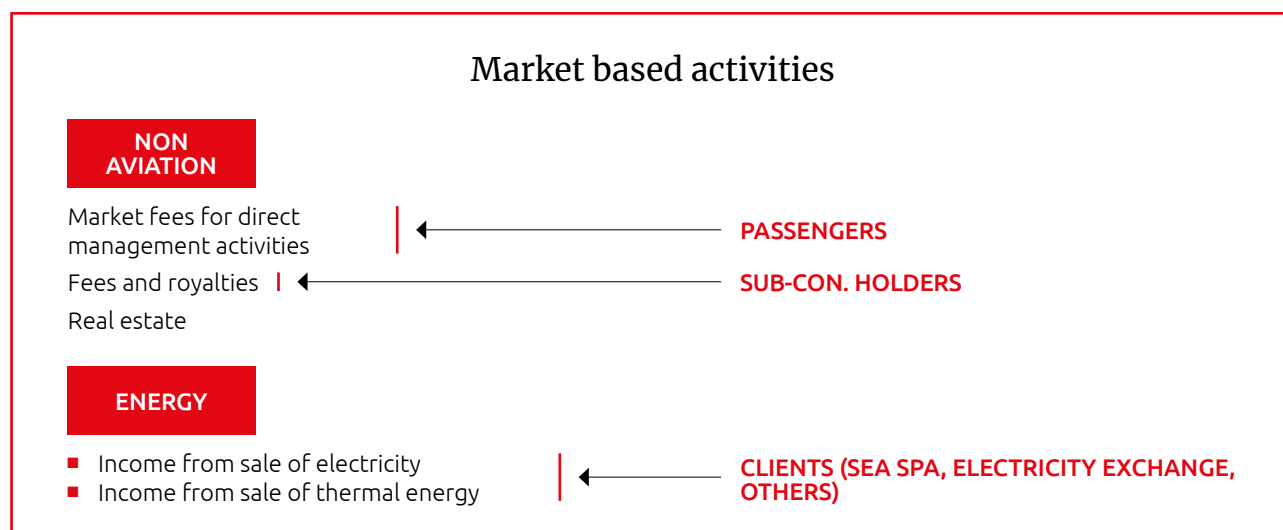 Market based activities
NON
AVIATION
Market fees for direct
management activities
PASSENGERS
Fees and royalties
SUB-CON. HOLDERS
Real estate
ENERGY
Income from sale of electricity
Income from sale of thermal energy
CLIENTS (SEA SPA, ELECTRICITY EXCHANGE,
OTHERS)